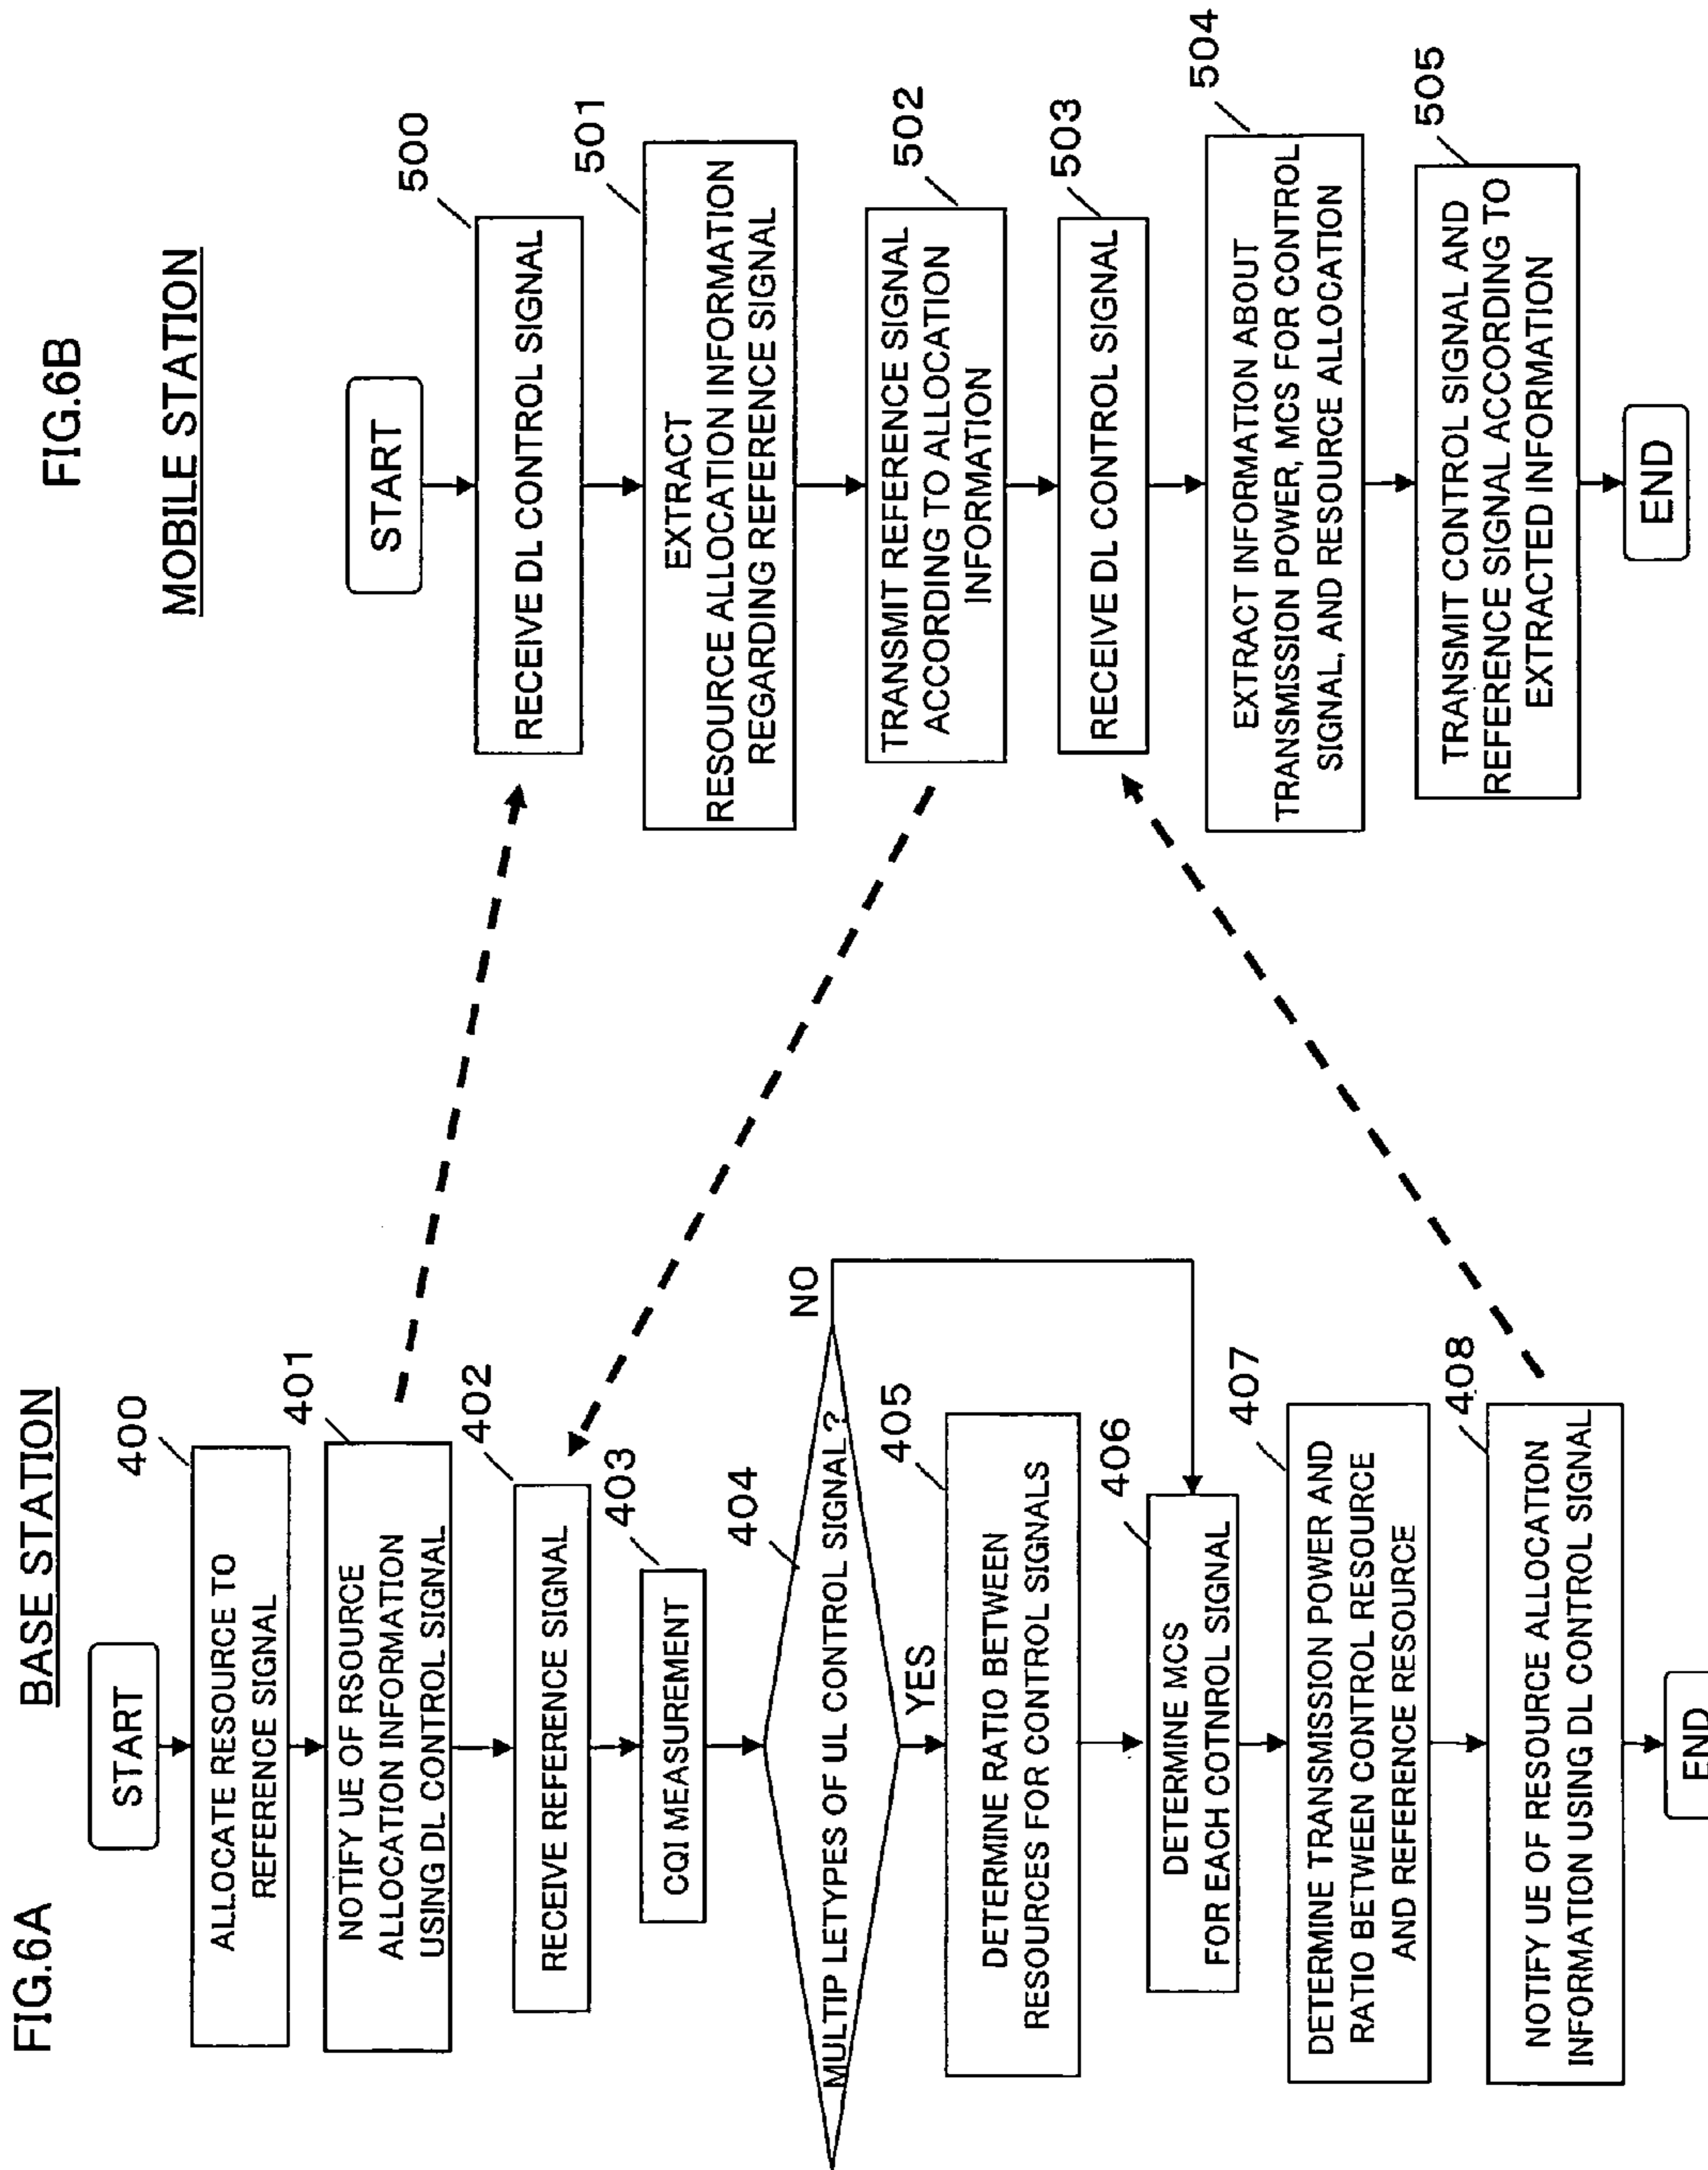 FIG.6A
BASE STATION
START
400
ALLOCATE RESOURCE TO
REFERENCE SIGNAL
401
NOTIFY UE OF RSOURCE
ALLOCATION INFORMATION
USING DL CONTROL SIGNAL
402
RECEIVE REFERENCE SIGNAL
403
CQI MEASUREMENT
404
MULTIP LETYPES OF UL CONTROL SIGNAL?
NO
YES
405
DETERMINE RATIO BETWEEN
RESOURCES FOR CONTROL SIGNALS
406
DETERMINE MCS
FOR EACH COTNROL SIGNAL
407
DETERMINE TRANSMISSION POWER AND
RATIO BETWEEN CONTROL RESOURCE
AND REFERENCE RESOURCE
408
NOTIFY UE OF RESOURCE ALLOCATION
INFORMATION USING DL CONTROL SIGNAL
END
FIG.6B
MOBILE STATION
START
500
RECEIVE DL CONTROL SIGNAL
501
EXTRACT
RESOURCE ALLOCATION INFORMATION
REGARDING REFERENCE SIGNAL
502
TRANSMIT REFERENCE SIGNAL
ACCORDING TO ALLOCATION
INFORMATION
503
RECEIVE DL CONTROL SIGNAL
504
EXTRACT INFORMATION ABOUT
TRANSMISSION POWER, MCS FOR CONTROL
SIGNAL, AND RESOURCE ALLOCATION
505
TRANSMIT CONTROL SIGNAL AND
REFERENCE SIGNAL ACCORDING TO
EXTRACTED INFORMATION
END